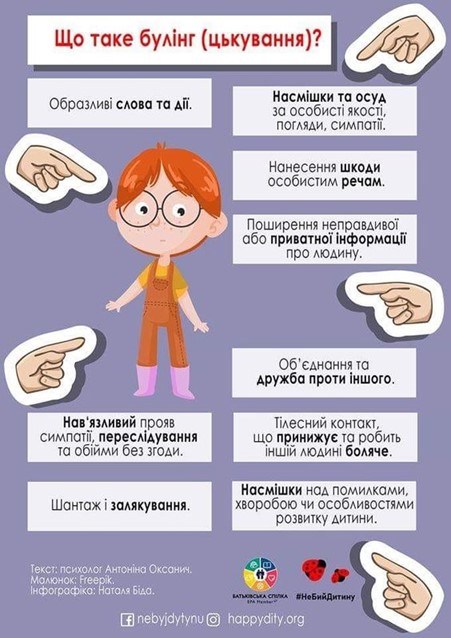 Що таке булінг (цькування)?
Образливі слова та дії.
Насмішки та осуд
за особисті якості,
погляди, симпатії.
Нанесення шкоди
особистим речам.
Поширення неправдивої
або приватної інформації
про людину.
Об’єднання та
дружба проти іншого.
Нав'язливий прояв
симпатії, переслідування
та обійми без згоди.
Тілесний контакт,
що принижує та робить
іншій людині боляче.
Шантаж і залякування.
Насмішки над помилками,
хворобою чи особливостями
розвитку дитини.
Текст: психолог Антоніна Оксанич.
Малюнок: Freepik.
Інфографіка: Наталя Біда.
БАТЬКІВСЬКА СПІЛКА
EPA Member
#НеБийДитину
nebyjdytynu happydity.org